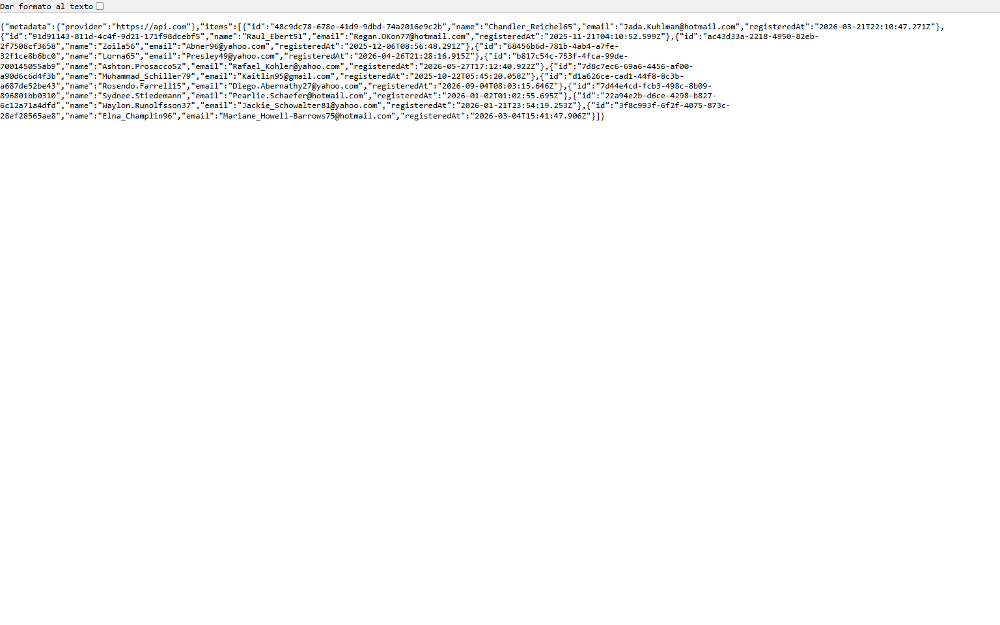 Dar formato al texto
{"metadata":{"provider":"https://api.com"},"items":[{"id":"48c9dc78-678e-41d9-9dbd-74a2016e9c2b","name":"Chandler_Reichel65","email":"Jada.Kuhlman@hotmail.com","registeredAt":"2026-03-21T22:10:47.271Z"},
{"id":"91d91143-811d-4c4f-9d21-171f98dcebf5","name":"Raul_Ebert51","email":"Regan.OKon77@hotmail.com","registeredAt":"2025-11-21T04:10:52.599Z"},{"id":"ac43d33a-2218-4950-82eb-
2f7508cf3658","name":"Zoila56","email":"Abner96@yahoo.com","registeredAt":"2025-12-06T08:56:48.291Z"},{"id":"68456b6d-781b-4ab4-a7fe-
32f1ce8b6bc0","name":"Lorna65","email":"Presley49@yahoo.com","registeredAt":"2026-04-26T21:28:16.915Z"},{"id":"b817c54c-753f-4fca-99de-
700145055ab9","name":"Ashton.Prosacco52","email":"Rafael_Kohler@yahoo.com","registeredAt":"2026-05-27T17:12:40.922Z"},{"id":"7d8c7ec6-69a6-4456-af00-
a90d6c6d4f3b","name":"Muhammad_Schiller79","email":"Kaitlin95@gmail.com","registeredAt":"2025-10-22T05:45:20.058Z"},{"id":"d1a626ce-cad1-44f8-8c3b-
a687de52be43","name":"Rosendo.Farrell15","email":"Diego.Abernathy27@yahoo.com","registeredAt":"2026-09-04T08:03:15.646Z"},{"id":"7d44e4cd-fcb3-498c-8b09-
896801bb0310","name":"Sydnee.Stiedemann","email":"Pearlie.Schaefer@hotmail.com","registeredAt":"2026-01-02T01:02:55.695Z"},{"id":"22a94e2b-d6ce-4298-b827-
6c12a71a4dfd","name":"Waylon.Runolfsson37","email":"Jackie_Schowalter81@yahoo.com","registeredAt":"2026-01-21T23:54:19.253Z"},{"id":"3f8c993f-6f2f-4075-873c-
28ef28565ae8","name":"Elna_Champlin96","email":"Mariane_Howell-Barrows75@hotmail.com","registeredAt":"2026-03-04T15:41:47.906Z"}]}